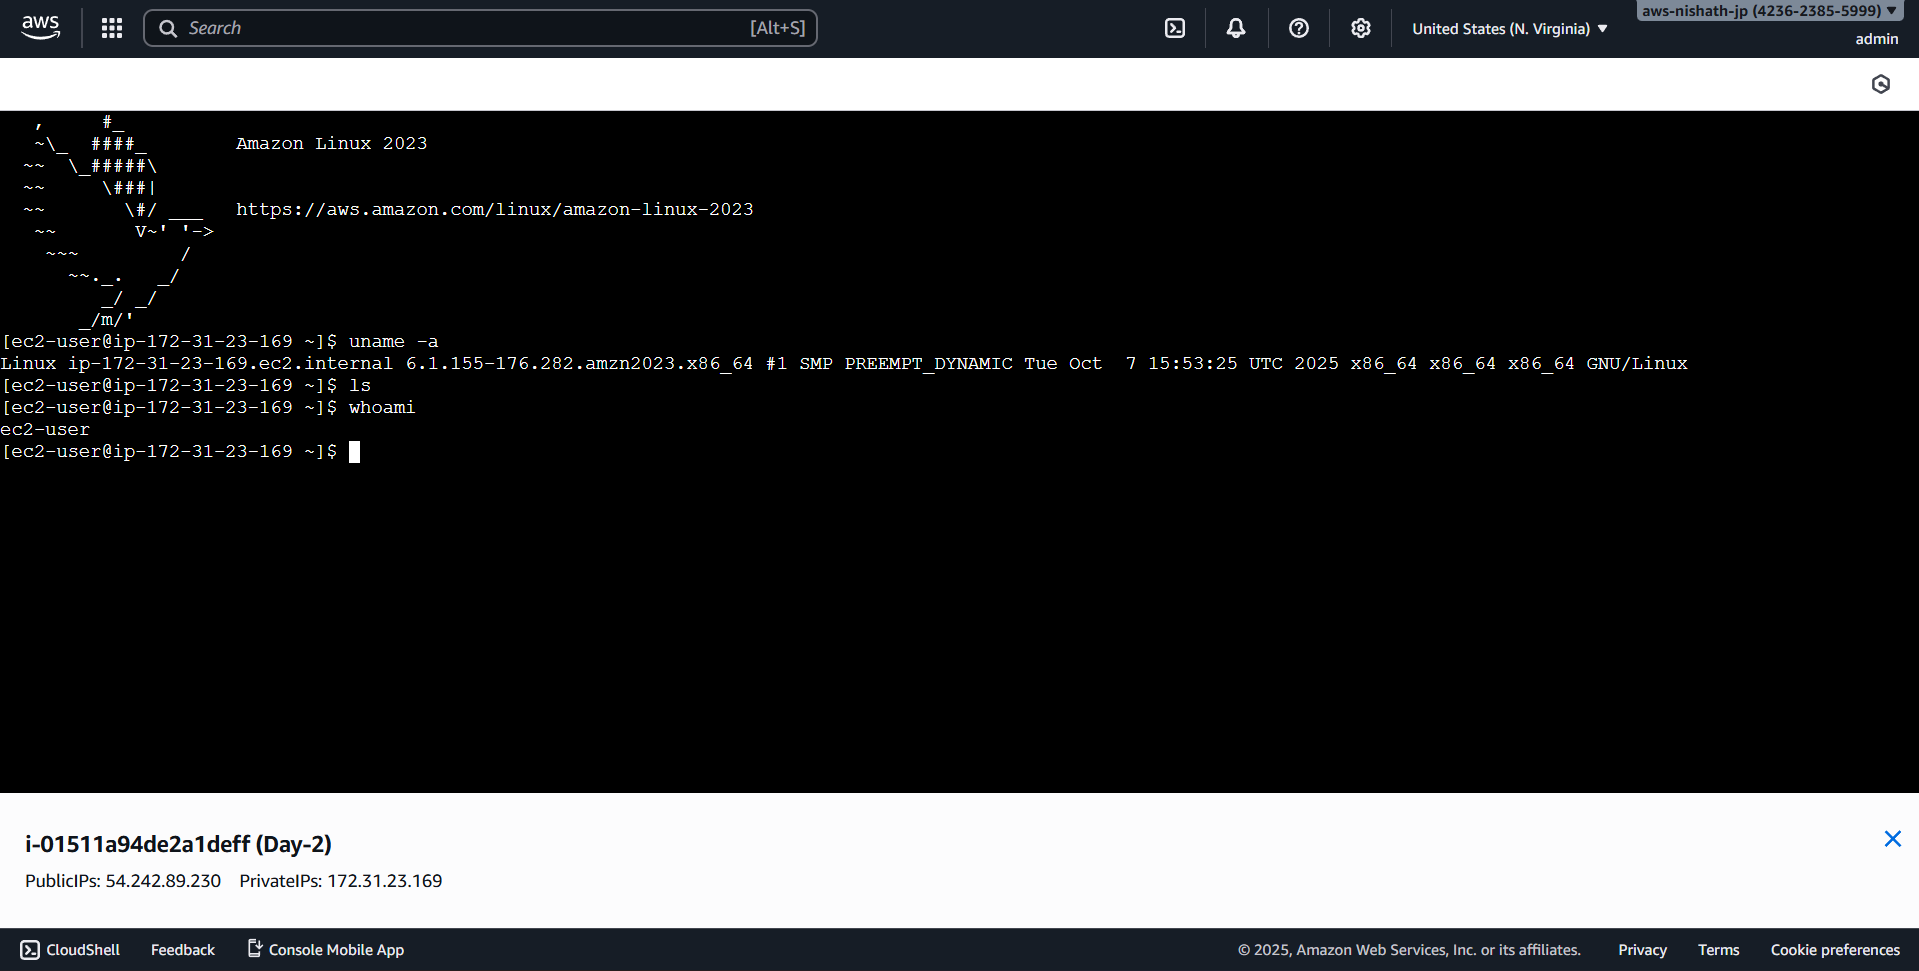 aws
Search [Alt+S]
United States (N. Virginia) ▼
aws-nishath-jp (4236-2385-5999) ▼
admin
   ,     #_
   ~\_  ####_        Amazon Linux 2023
  ~~  \_#####\
  ~~     \###|
  ~~       \#/ ___   https://aws.amazon.com/linux/amazon-linux-2023
   ~~       V~' '->
    ~~~         /
      ~~._.   _/
         _/ _/
       _/m/'
[ec2-user@ip-172-31-23-169 ~]$ uname -a
Linux ip-172-31-23-169.ec2.internal 6.1.155-176.282.amzn2023.x86_64 #1 SMP PREEMPT_DYNAMIC Tue Oct  7 15:53:25 UTC 2025 x86_64 x86_64 x86_64 GNU/Linux
[ec2-user@ip-172-31-23-169 ~]$ ls
[ec2-user@ip-172-31-23-169 ~]$ whoami
ec2-user
[ec2-user@ip-172-31-23-169 ~]$
i-01511a94de2a1deff (Day-2)
PublicIPs: 54.242.89.230 PrivateIPs: 172.31.23.169
CloudShell Feedback Console Mobile App © 2025, Amazon Web Services, Inc. or its affiliates. Privacy Terms Cookie preferences